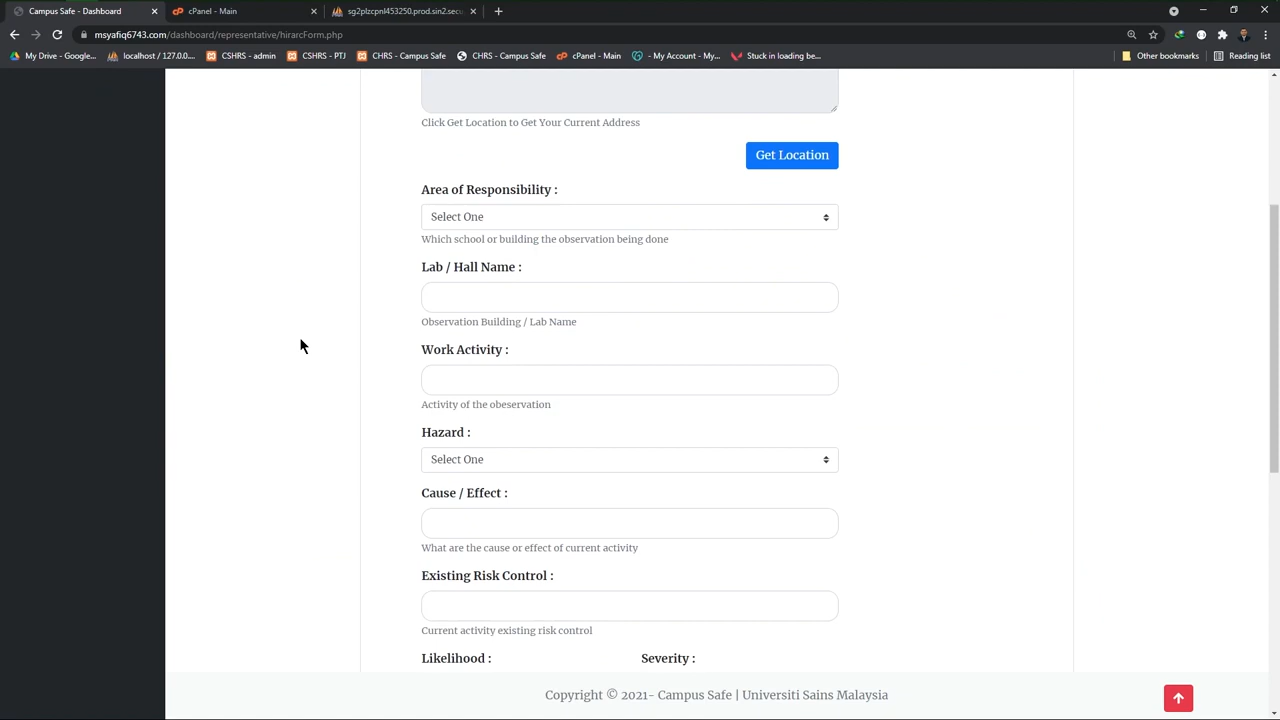 Campus Safe - Dashboard
cPanel - Main
sg2plzcpnl453250.prod.sin2.secu
msyafiq6743.com/dashboard/representative/hirarcForm.php
My Drive - Google...
localhost / 127.0.0....
CSHRS - admin
CSHRS - PTJ
CHRS - Campus Safe
CHRS - Campus Safe
cPanel - Main
- My Account - My...
Stuck in loading be...
Other bookmarks
Reading list
Click Get Location to Get Your Current Address
Get Location
Area of Responsibility :
Select One
Which school or building the observation being done
Lab / Hall Name :
Observation Building / Lab Name
Work Activity :
Activity of the obeservation
Hazard :
Select One
Cause / Effect :
What are the cause or effect of current activity
Existing Risk Control :
Current activity existing risk control
Likelihood :
Severity :
Copyright © 2021- Campus Safe | Universiti Sains Malaysia